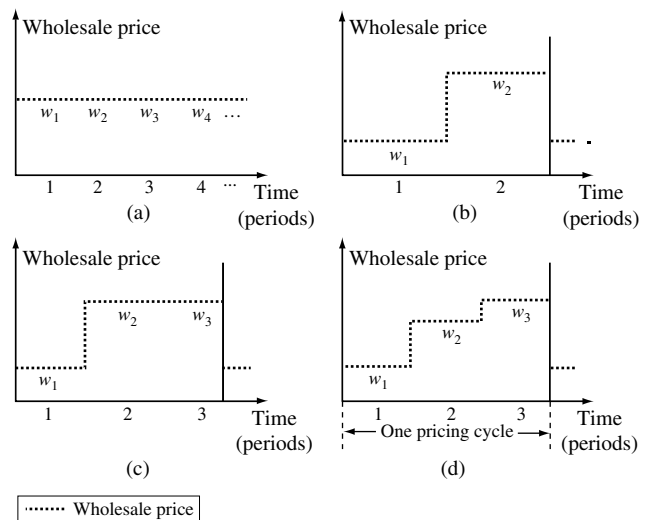 Wholesale price
w1 w2 w3 w4 ...
1 2 3 4 ... Time
(periods)
(a)
Wholesale price
w2
w1
1 2 Time
(periods)
(b)
Wholesale price
w2 w3
w1
1 2 3 Time
(periods)
(c)
Wholesale price
w3
w2
w1
1 2 3 Time
One pricing cycle (periods)
(d)
Wholesale price